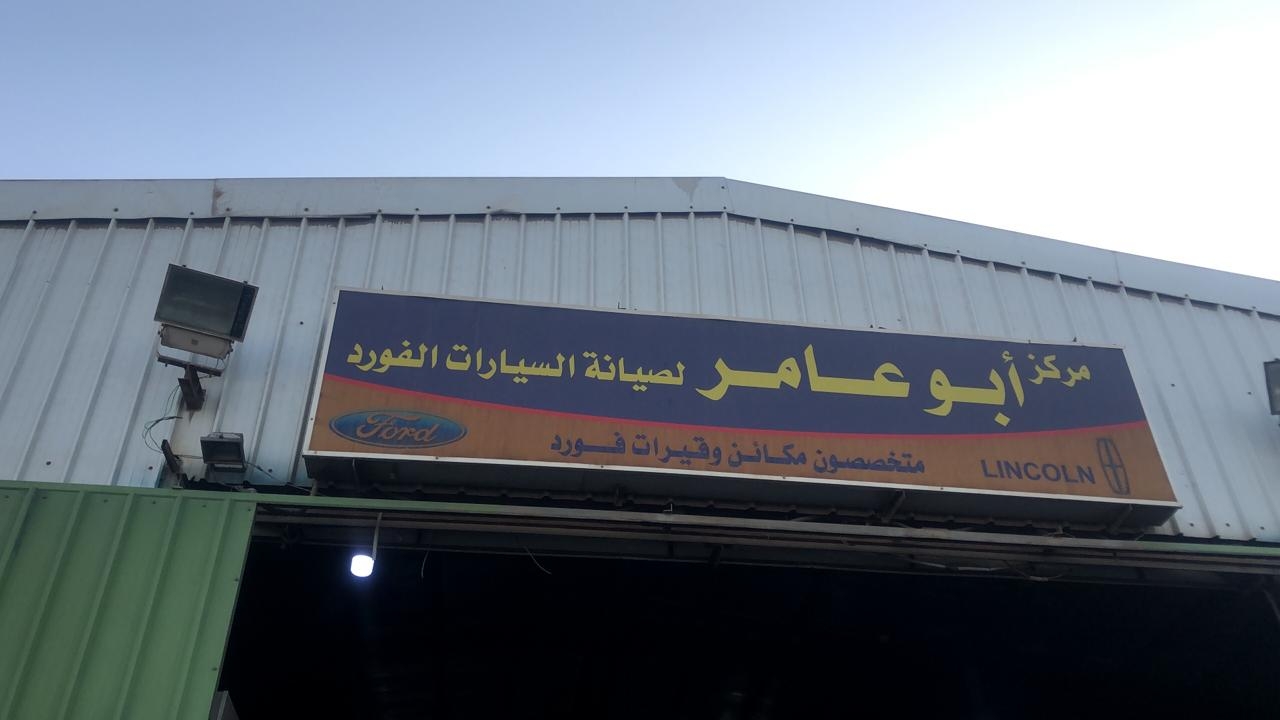 مركز أبو عامر لصيانة السيارات الفورد
LINCOLN متخصصون مكائن وقيرات فورد Ford